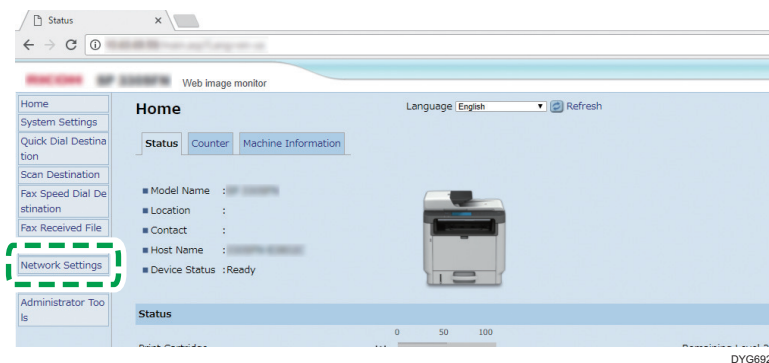 Status
Web image monitor
Home
System Settings
Quick Dial Destina
tion
Scan Destination
Fax Speed Dial De
stination
Fax Received File
Network Settings
Administrator Too
ls
Home
Language English Refresh
Status Counter Machine Information
Model Name :
Location :
Contact :
Host Name :
Device Status :Ready
Status
0 50 100
DYG692